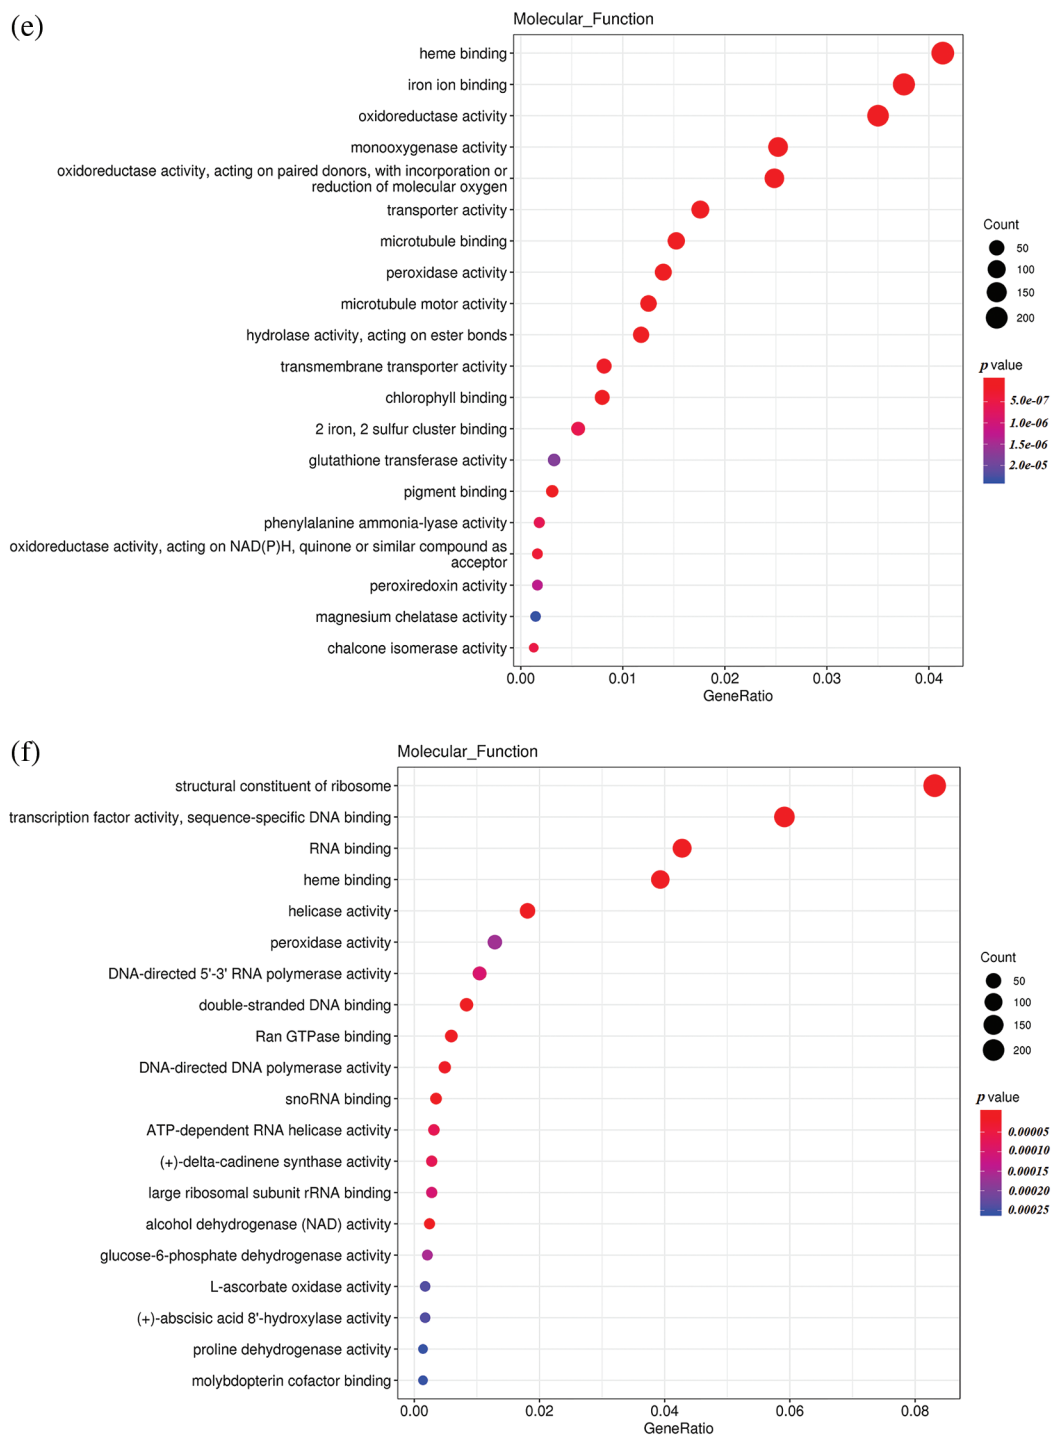 (e)
Molecular_Function
heme binding
iron ion binding
oxidoreductase activity
monooxygenase activity
oxidoreductase activity, acting on paired donors, with incorporation or
reduction of molecular oxygen
transporter activity
microtubule binding
peroxidase activity
microtubule motor activity
hydrolase activity, acting on ester bonds
transmembrane transporter activity
chlorophyll binding
2 iron, 2 sulfur cluster binding
glutathione transferase activity
pigment binding
phenylalanine ammonia-lyase activity
oxidoreductase activity, acting on NAD(P)H, quinone or similar compound as
acceptor
peroxiredoxin activity
magnesium chelatase activity
chalcone isomerase activity
0.00 0.01 0.02 0.03 0.04
GeneRatio
Count
50
100
150
200
p value
5.0e-07
1.0e-06
1.5e-06
2.0e-05
(f)
Molecular_Function
structural constituent of ribosome
transcription factor activity, sequence-specific DNA binding
RNA binding
heme binding
helicase activity
peroxidase activity
DNA-directed 5'-3' RNA polymerase activity
double-stranded DNA binding
Ran GTPase binding
DNA-directed DNA polymerase activity
snoRNA binding
ATP-dependent RNA helicase activity
(+)-delta-cadinene synthase activity
large ribosomal subunit rRNA binding
alcohol dehydrogenase (NAD) activity
glucose-6-phosphate dehydrogenase activity
L-ascorbate oxidase activity
(+)-abscisic acid 8'-hydroxylase activity
proline dehydrogenase activity
molybdopterin cofactor binding
0.00 0.02 0.04 0.06 0.08
GeneRatio
Count
50
100
150
200
p value
0.00005
0.00010
0.00015
0.00020
0.00025